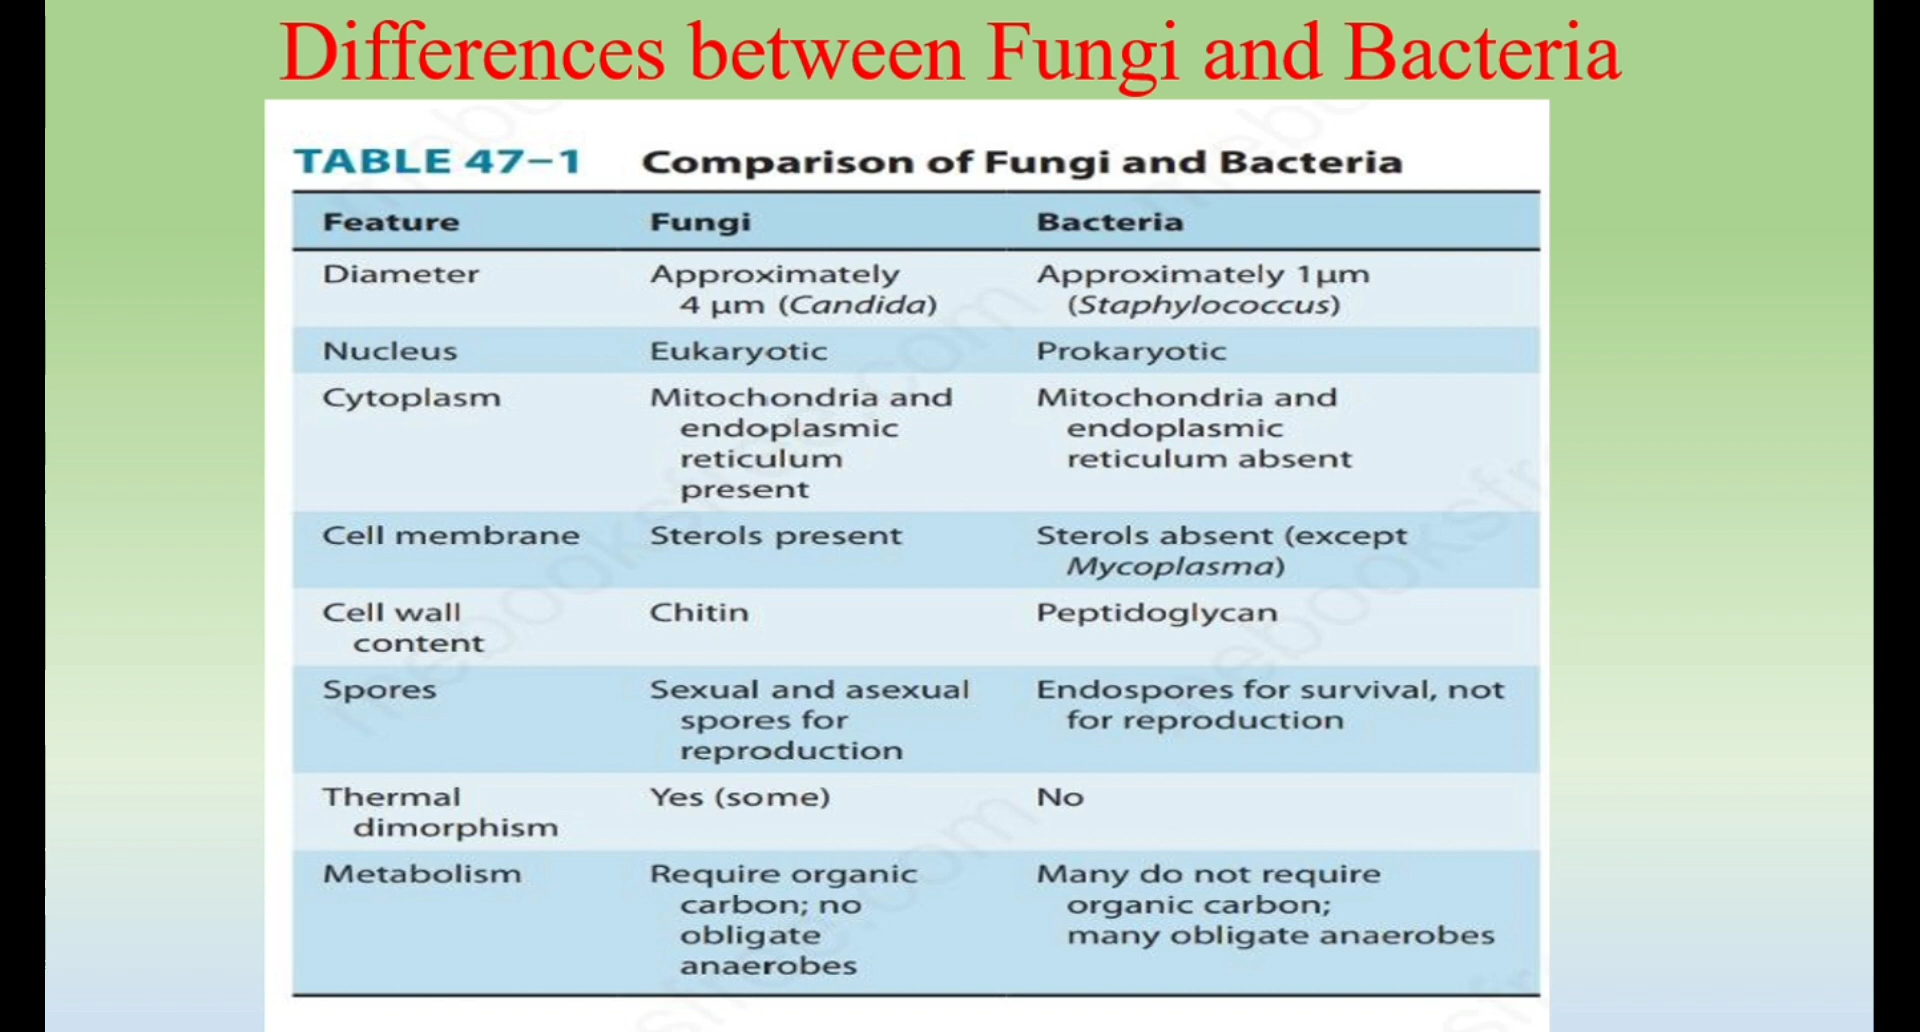 Differences between Fungi and Bacteria
TABLE 47–1 Comparison of Fungi and Bacteria
Feature Fungi Bacteria
Diameter Approximately Approximately 1μm
4 μm (Candida) (Staphylococcus)
Nucleus Eukaryotic Prokaryotic
Cytoplasm Mitochondria and Mitochondria and
endoplasmic endoplasmic
reticulum reticulum absent
present
Cell membrane Sterols present Sterols absent (except
Mycoplasma)
Cell wall Chitin Peptidoglycan
content
Spores Sexual and asexual Endospores for survival, not
spores for for reproduction
reproduction
Thermal Yes (some) No
dimorphism
Metabolism Require organic Many do not require
carbon; no organic carbon;
obligate many obligate anaerobes
anaerobes